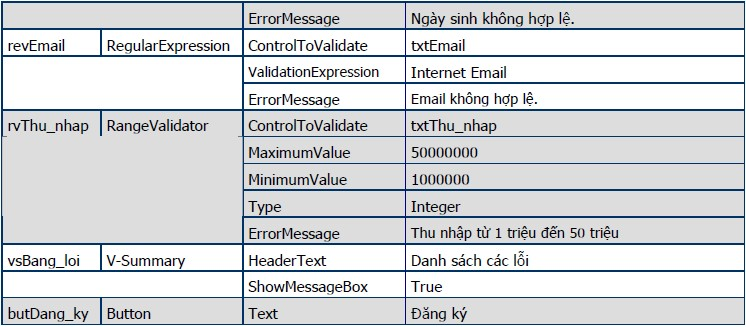 ErrorMessage Ngày sinh không hợp lệ.
revEmail RegularExpression ControlToValidate txtEmail
ValidationExpression Internet Email
ErrorMessage Email không hợp lệ.
rvThu_nhap RangeValidator ControlToValidate txtThu_nhap
MaximumValue 50000000
MinimumValue 1000000
Type Integer
ErrorMessage Thu nhập từ 1 triệu đến 50 triệu
vsBang_loi V-Summary HeaderText Danh sách các lỗi
ShowMessageBox True
butDang_ky Button Text Đăng ký